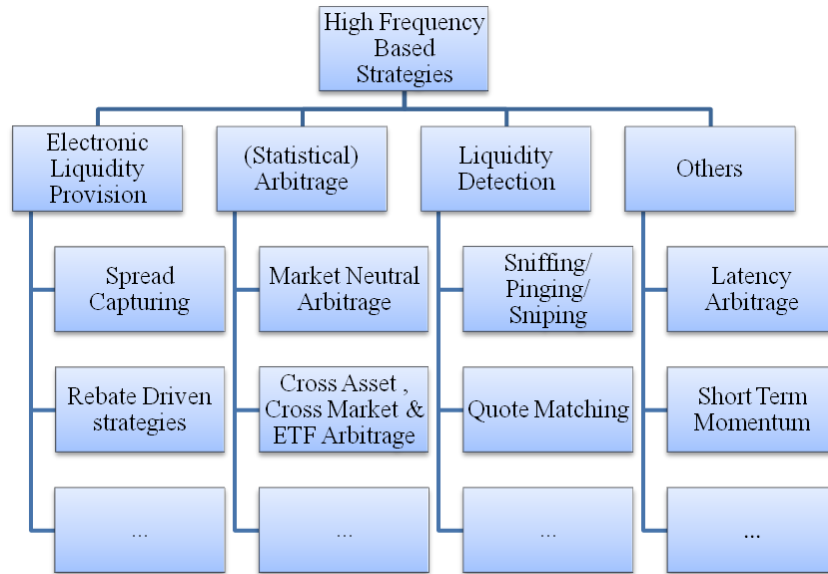 High Frequency
Based
Strategies
Electronic
Liquidity
Provision
(Statistical)
Arbitrage
Liquidity
Detection
Others
Spread
Capturing
Market Neutral
Arbitrage
Sniffing/
Pinging/
Sniping
Latency
Arbitrage
Rebate Driven
strategies
Cross Asset ,
Cross Market &
ETF Arbitrage
Quote Matching
Short Term
Momentum
...
...
...
...